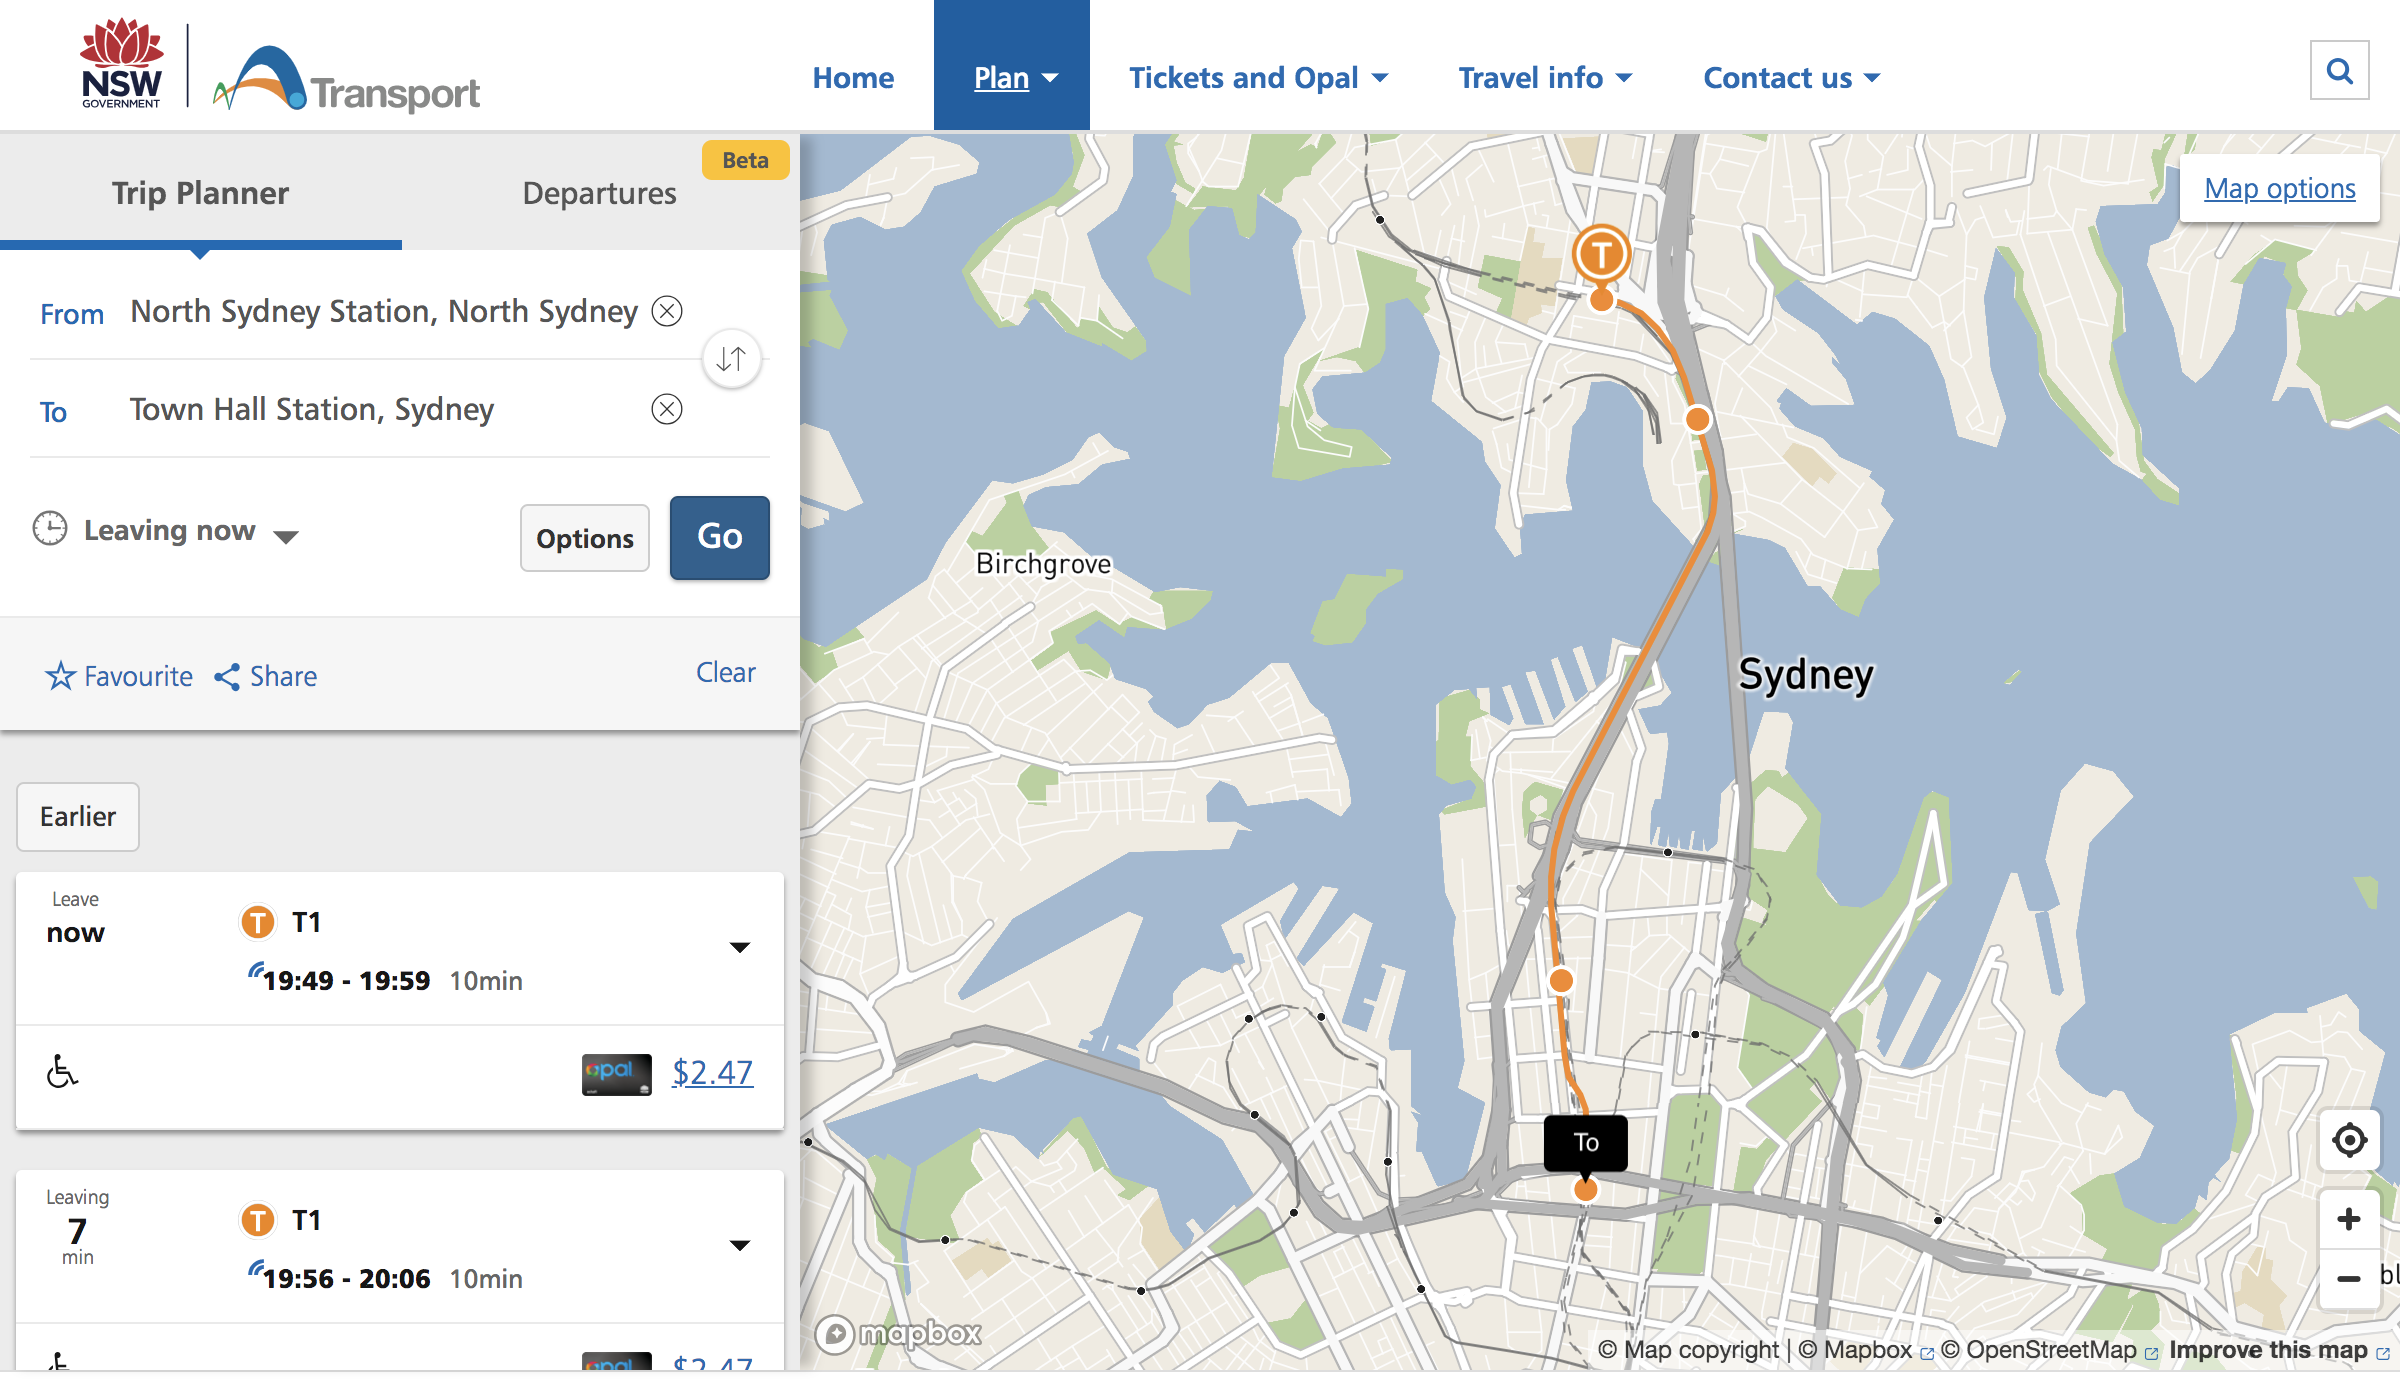 NSW
GOVERNMENT
Transport
Home
Plan
Tickets and Opal
Travel info
Contact us
Trip Planner
Departures
Beta
From North Sydney Station, North Sydney
To Town Hall Station, Sydney
Leaving now
Options
Go
Favourite
Share
Clear
Earlier
Leave
now
T T1
19:49 - 19:59 10min
opal $2.47
Leaving
7
min
T T1
19:56 - 20:06 10min
opal $2.47
Map options
T
Birchgrove
Sydney
To
+
−
bl
mapbox
© Map copyright | © Mapbox © OpenStreetMap Improve this map